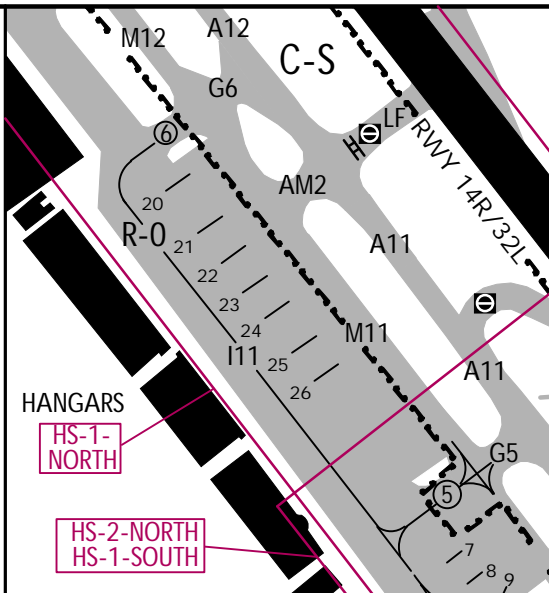 M12
A12
C-S
G6
6
LF
RWY 14R/32L
AM2
20
R-0
21
A11
22
23
24
M11
I11
25
A11
26
HANGARS
HS-1-
NORTH
G5
5
HS-2-NORTH
HS-1-SOUTH
7
8
9